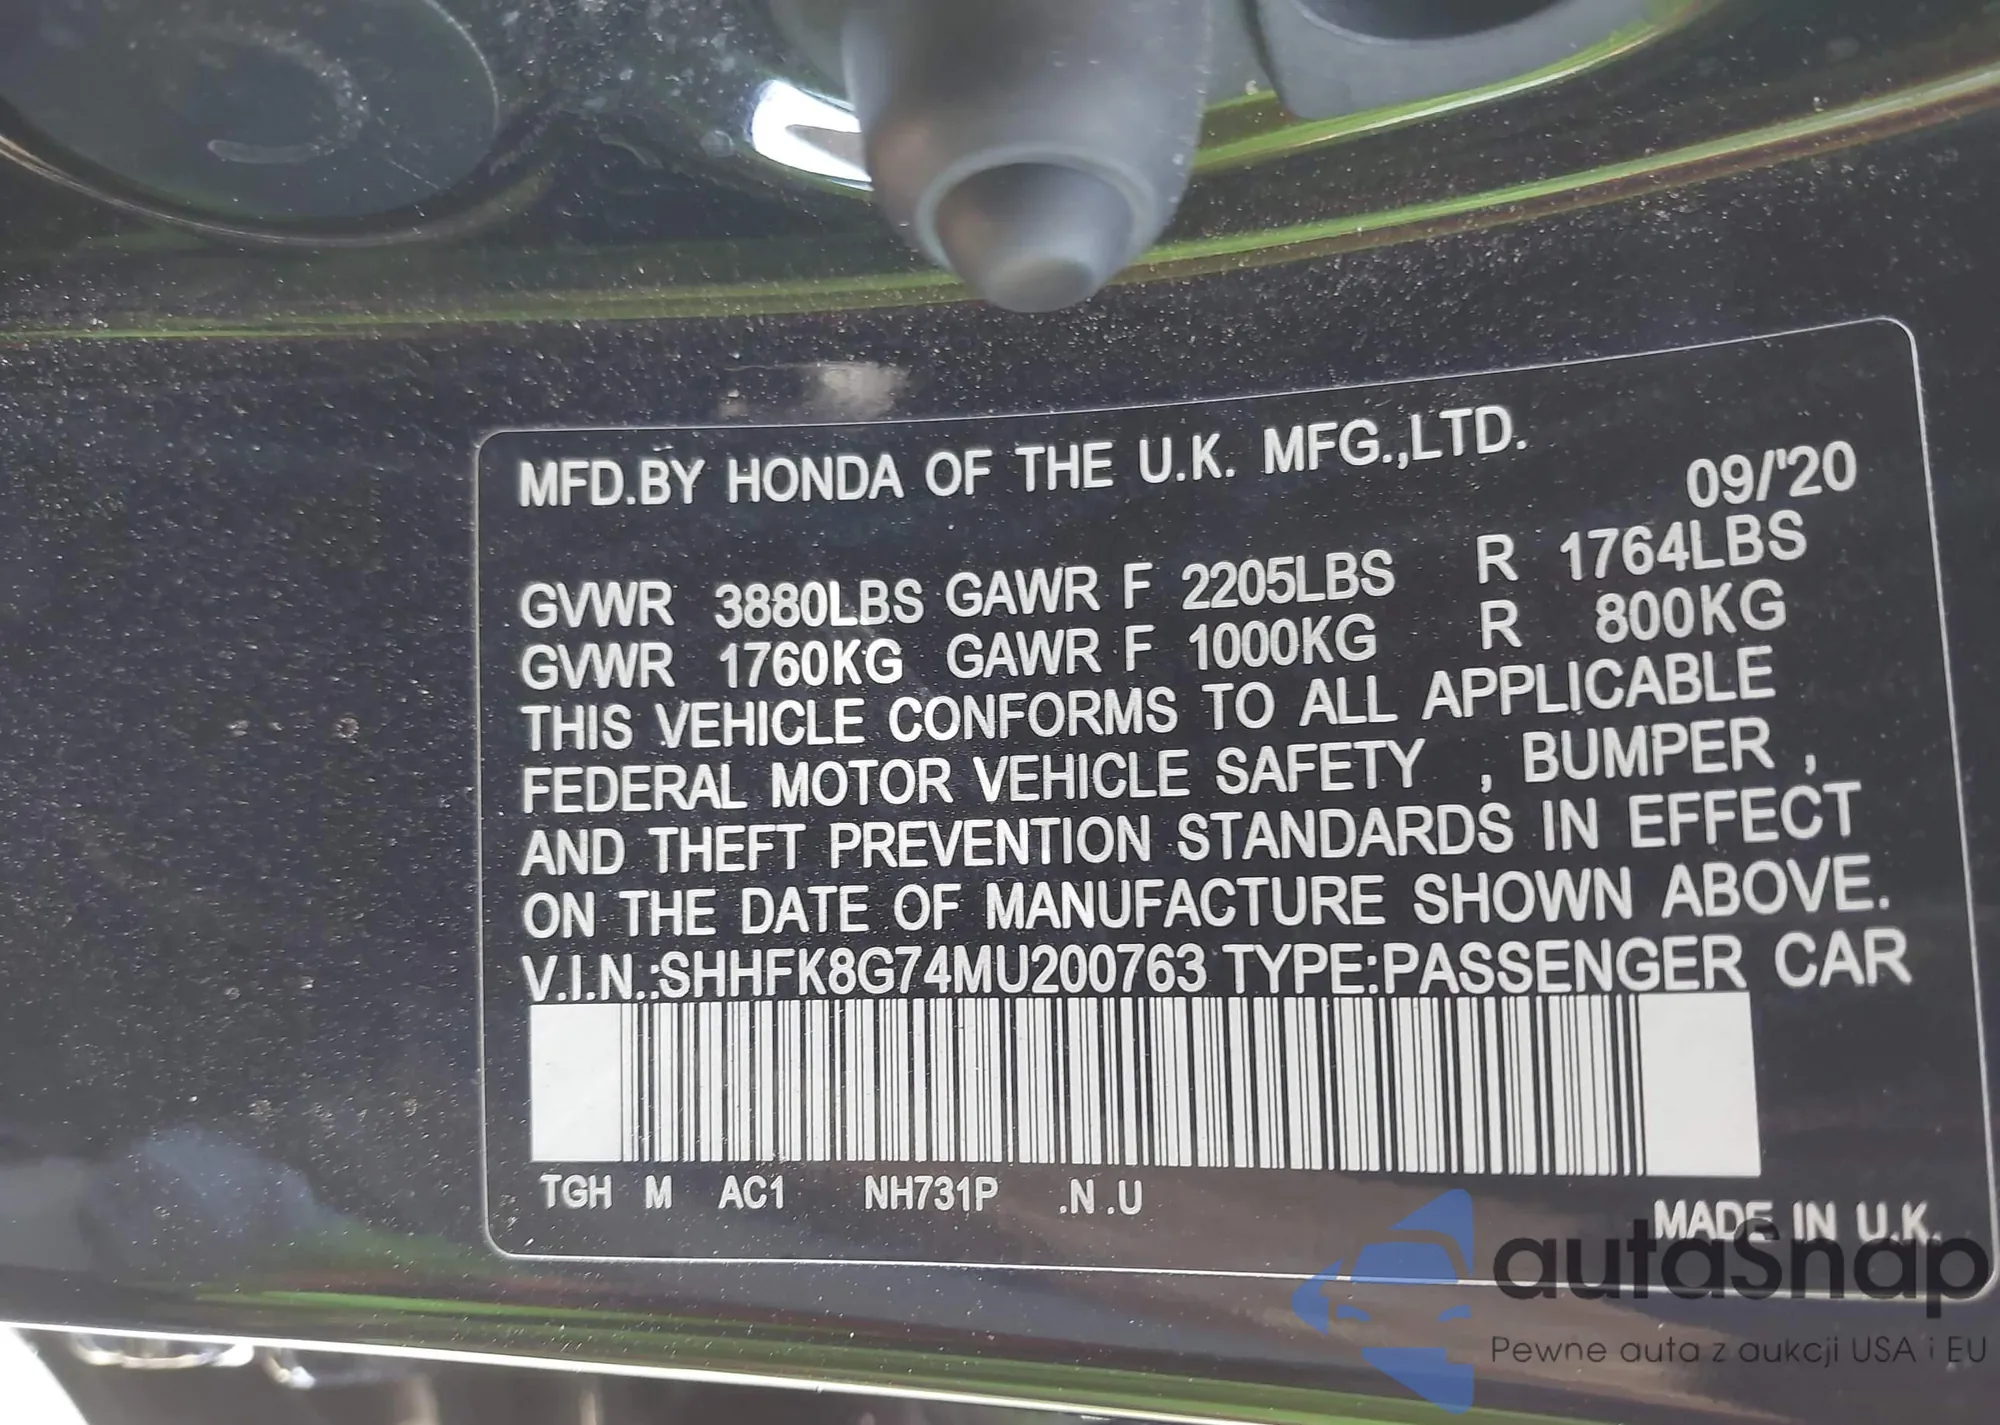 MFD.BY HONDA OF THE U.K. MFG.,LTD.
09/'20
GVWR 3880LBS GAWR F 2205LBS R 1764LBS
GVWR 1760KG GAWR F 1000KG R 800KG
THIS VEHICLE CONFORMS TO ALL APPLICABLE
FEDERAL MOTOR VEHICLE SAFETY , BUMPER ,
AND THEFT PREVENTION STANDARDS IN EFFECT
ON THE DATE OF MANUFACTURE SHOWN ABOVE.
V.I.N.:SHHFK8G74MU200763 TYPE:PASSENGER CAR
TGH M AC1 NH731P .N .U
MADE IN U.K.
autaSnap
Pewne auta z aukcji USA i EU